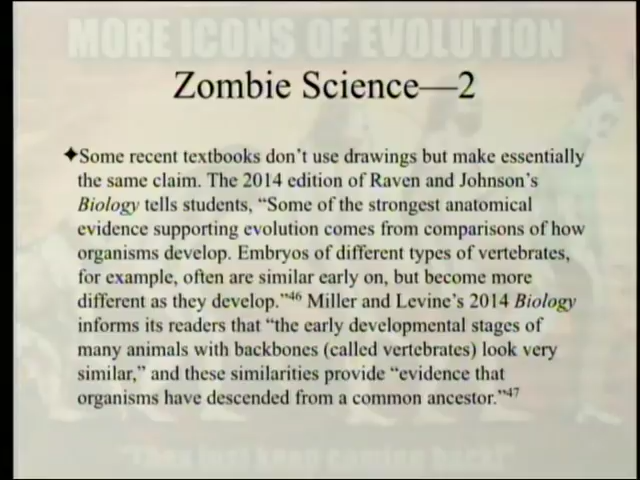 MORE ICONS OF EVOLUTION
Zombie Science—2
✦Some recent textbooks don't use drawings but make essentially
the same claim. The 2014 edition of Raven and Johnson's
Biology tells students, “Some of the strongest anatomical
evidence supporting evolution comes from comparisons of how
organisms develop. Embryos of different types of vertebrates,
for example, often are similar early on, but become more
different as they develop.”46 Miller and Levine's 2014 Biology
informs its readers that “the early developmental stages of
many animals with backbones (called vertebrates) look very
similar,” and these similarities provide “evidence that
organisms have descended from a common ancestor.”47
"They just keep coming back!"